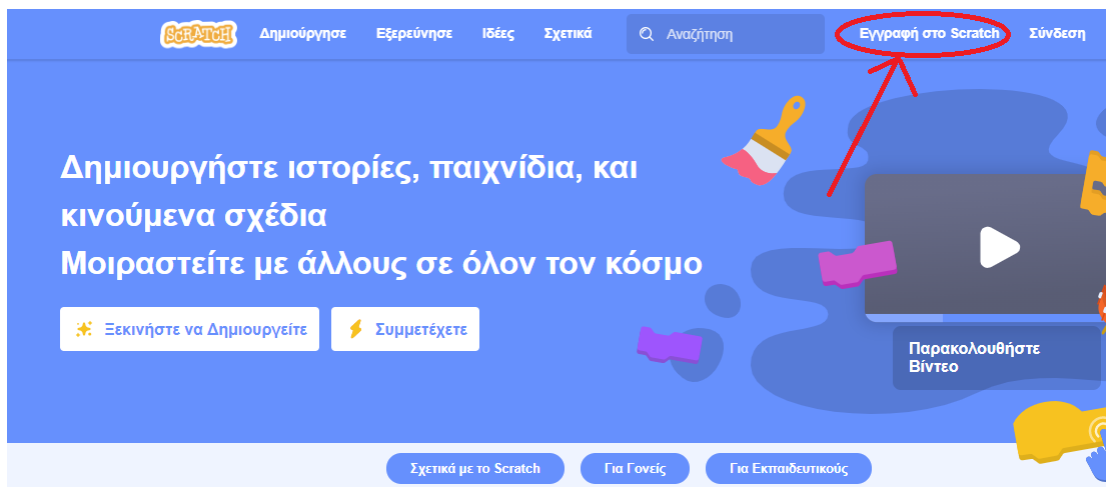 SCRATCH Δημιούργησε Εξερεύνησε Ιδέες Σχετικά Αναζήτηση Εγγραφή στο Scratch Σύνδεση
Δημιουργήστε ιστορίες, παιχνίδια, και
κινούμενα σχέδια
Μοιραστείτε με άλλους σε όλον τον κόσμο
Ξεκινήστε να Δημιουργείτε Συμμετέχετε
Παρακολουθήστε
Βίντεο
Σχετικά με το Scratch Για Γονείς Για Εκπαιδευτικούς